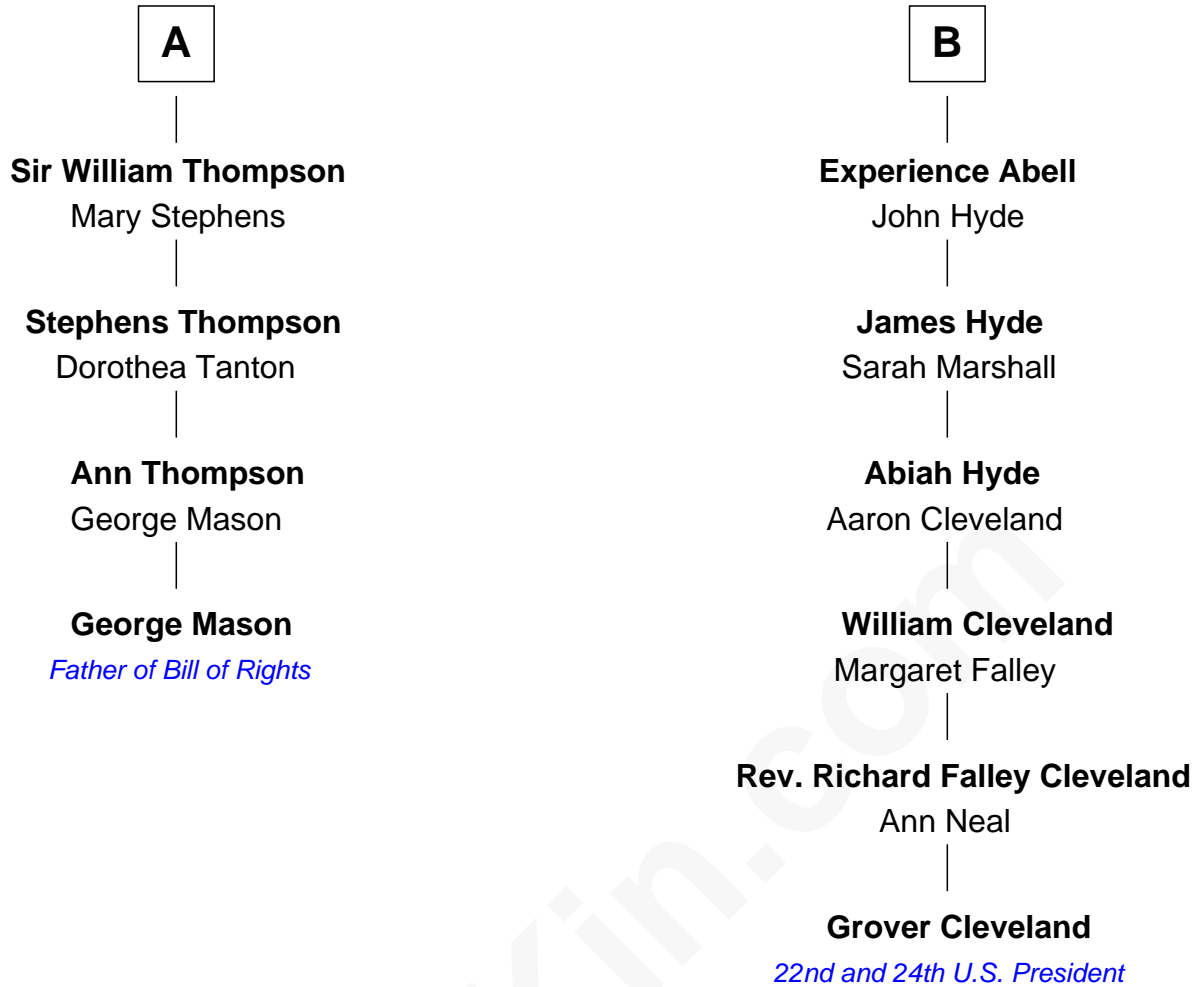 A
Sir William Thompson
Mary Stephens
Stephens Thompson
Dorothea Tanton
Ann Thompson
George Mason
George Mason
Father of Bill of Rights
B
Experience Abell
John Hyde
James Hyde
Sarah Marshall
Abiah Hyde
Aaron Cleveland
William Cleveland
Margaret Falley
Rev. Richard Falley Cleveland
Ann Neal
Grover Cleveland
22nd and 24th U.S. President
Kin.com